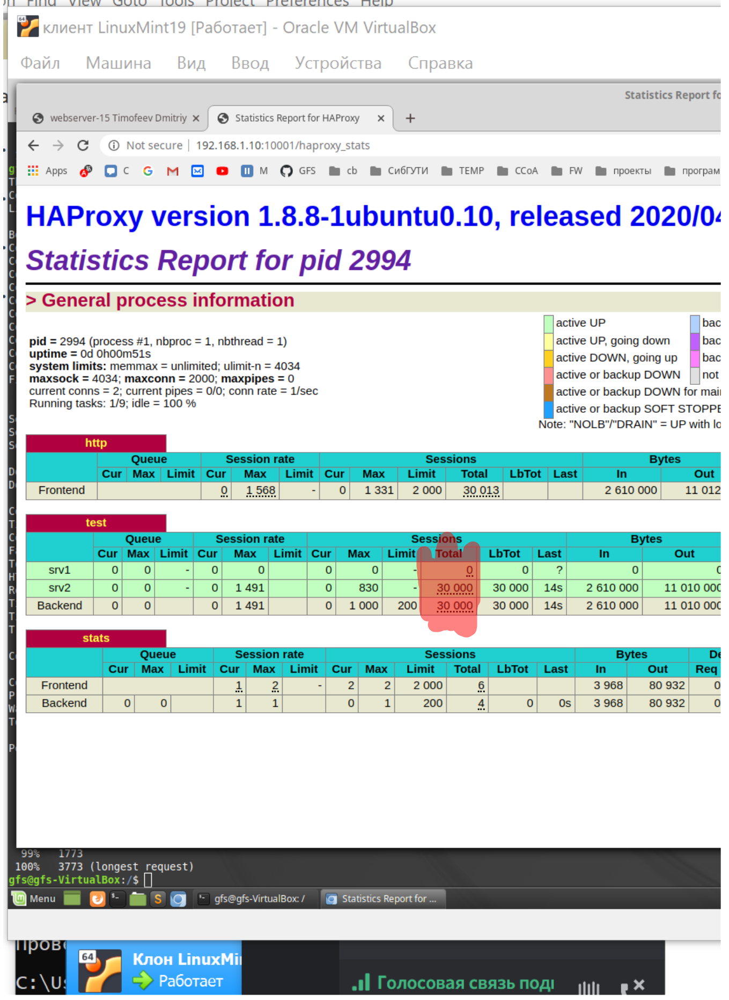 Find View Goto Tools Project Preferences Help
клиент LinuxMint19 [Работает] - Oracle VM VirtualBox
Файл Машина Вид Ввод Устройства Справка
Statistics Report
webserver-15 Timofeev Dmitriy × Statistics Report for HAProxy × +
Not secure | 192.168.1.10:10001/haproxy_stats
Apps C M GFS cb СибГУТИ TEMP CCoA FW проекты програм
HAProxy version 1.8.8-1ubuntu0.10, released 2020/04
Statistics Report for pid 2994
> General process information
pid = 2994 (process #1, nbproc = 1, nbthread = 1)
uptime = 0d 0h00m51s
system limits: memmax = unlimited; ulimit-n = 4034
maxsock = 4034; maxconn = 2000; maxpipes = 0
current conns = 2; current pipes = 0/0; conn rate = 1/sec
Running tasks: 1/9; idle = 100 %
active UP bac
active UP, going down bac
active DOWN, going up bac
active or backup DOWN not
active or backup DOWN for mai
active or backup SOFT STOPPE
Note: "NOLB"/"DRAIN" = UP with lo
http
Queue Session rate Sessions Bytes
Cur Max Limit Cur Max Limit Cur Max Limit Total LbTot Last In Out
Frontend 0 1 568 - 0 1 331 2 000 30 013 2 610 000 11 012
test
Queue Session rate Sessions Bytes
Cur Max Limit Cur Max Limit Cur Max Limit Total LbTot Last In Out
srv1 0 0 - 0 0 0 0 - 0 0 ? 0 0
srv2 0 0 - 0 1 491 0 830 - 30 000 30 000 14s 2 610 000 11 010 000
Backend 0 0 0 1 491 0 1 000 200 30 000 30 000 14s 2 610 000 11 010 000
stats
Queue Session rate Sessions Bytes De
Cur Max Limit Cur Max Limit Cur Max Limit Total LbTot Last In Out Req
Frontend 1 2 - 2 2 2 000 6 3 968 80 932 0
Backend 0 0 1 1 0 1 200 4 0 0s 3 968 80 932 0
99% 1773
100% 3773 (longest request)
gfs@gfs-VirtualBox:/$
Menu gfs@gfs-VirtualBox: / Statistics Report for ...
Прове
64 Клон LinuxMi
C:\Us Работает
Голосовая связь подк